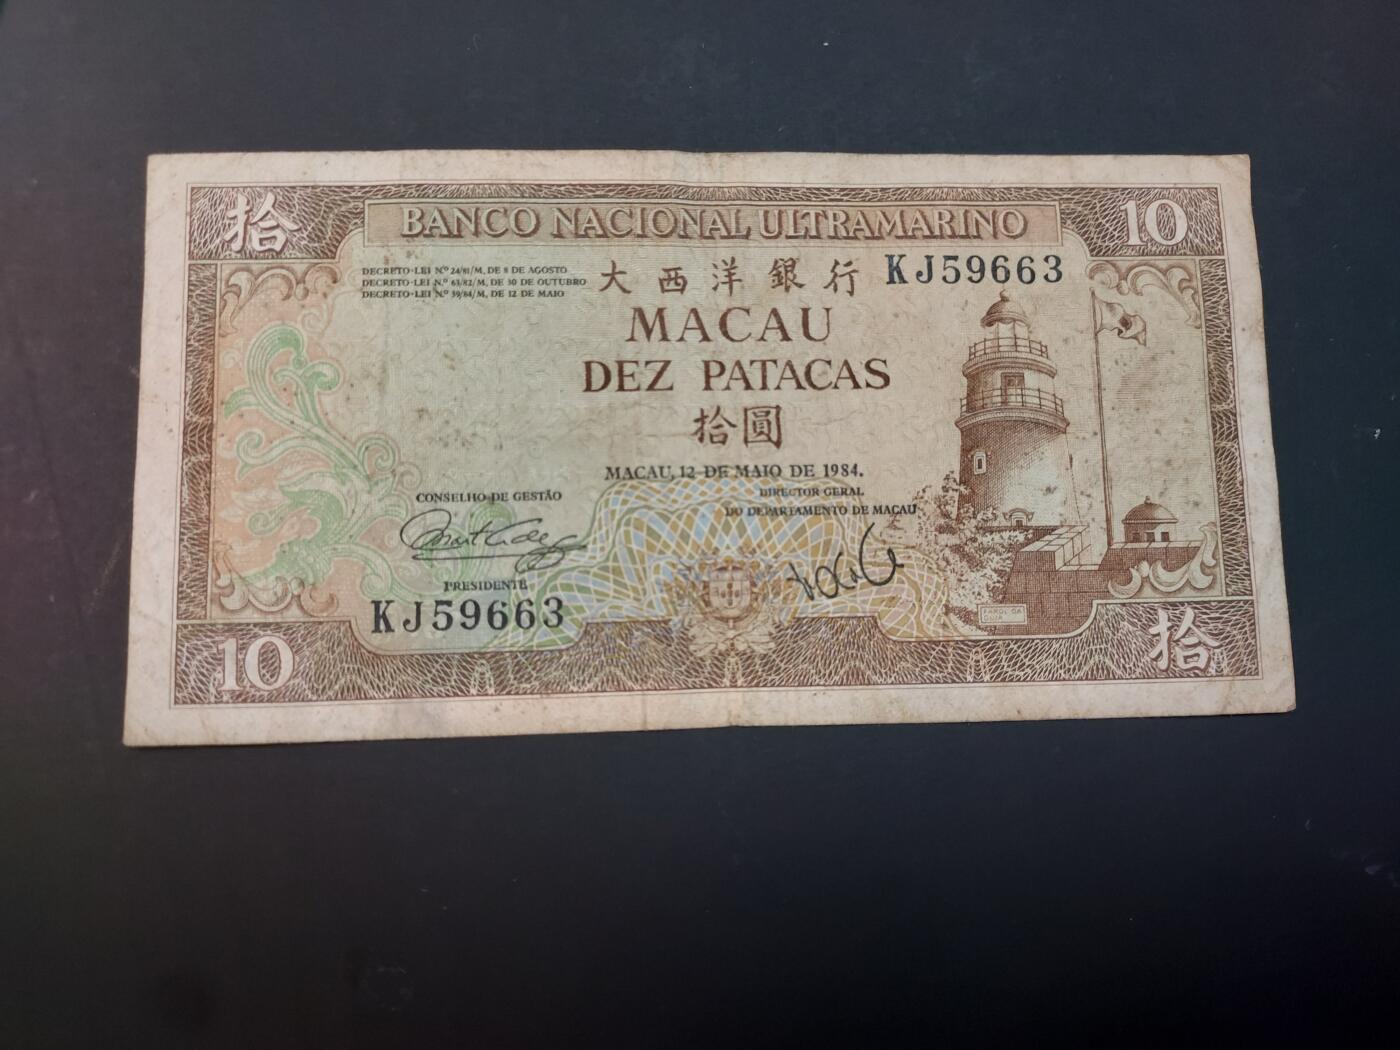 拾
BANCO NACIONAL ULTRAMARINO
10
DECRETO-LEI N.º 24/81/M, DE 8 DE AGOSTO
DECRETO-LEI N.º 63/82/M, DE 30 DE OUTUBRO
DECRETO-LEI N.º 39/84/M, DE 12 DE MAIO
大西洋銀行
KJ59663
MACAU
DEZ PATACAS
拾圓
MACAU, 12 DE MAIO DE 1984.
CONSELHO DE GESTÃO
DIRECTOR GERAL
DO DEPARTAMENTO DE MACAU
PRESIDENTE
KJ59663
FAROL DA
GUIA
10
拾